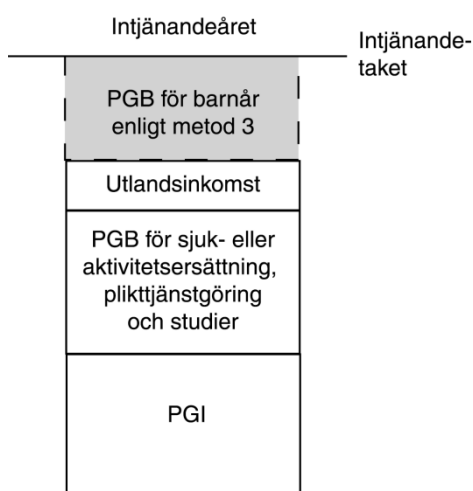 Intjänandeåret
Intjänande-
taket
PGB för barnår
enligt metod 3
Utlandsinkomst
PGB för sjuk- eller
aktivitetsersättning,
plikttjänstgöring
och studier
PGI